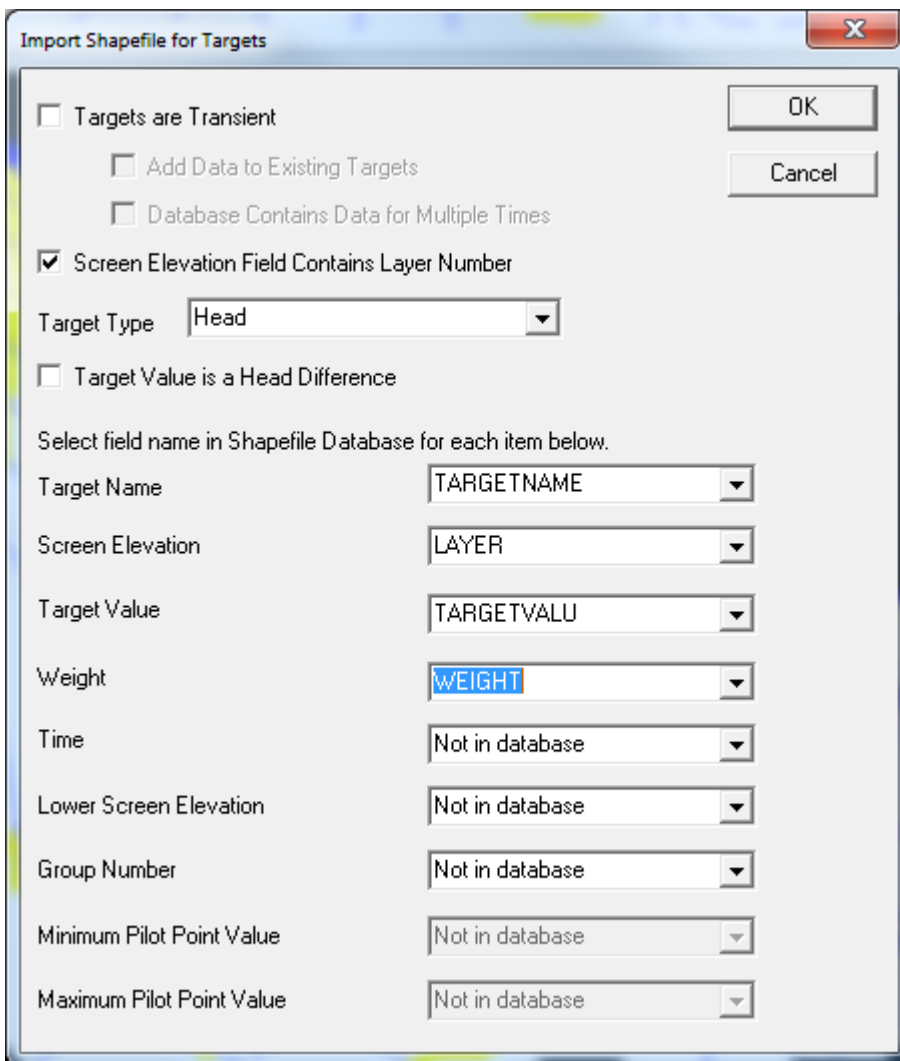 Import Shapefile for Targets
Targets are Transient
OK
Add Data to Existing Targets
Cancel
Database Contains Data for Multiple Times
Screen Elevation Field Contains Layer Number
Target Type Head
Target Value is a Head Difference
Select field name in Shapefile Database for each item below.
Target Name TARGETNAME
Screen Elevation LAYER
Target Value TARGETVALU
Weight WEIGHT
Time Not in database
Lower Screen Elevation Not in database
Group Number Not in database
Minimum Pilot Point Value Not in database
Maximum Pilot Point Value Not in database